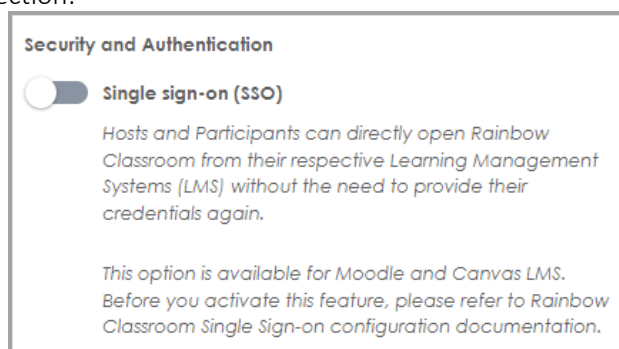 Security and Authentication
Single sign-on (SSO)
Hosts and Participants can directly open Rainbow
Classroom from their respective Learning Management
Systems (LMS) without the need to provide their
credentials again.
This option is available for Moodle and Canvas LMS.
Before you activate this feature, please refer to Rainbow
Classroom Single Sign-on configuration documentation.